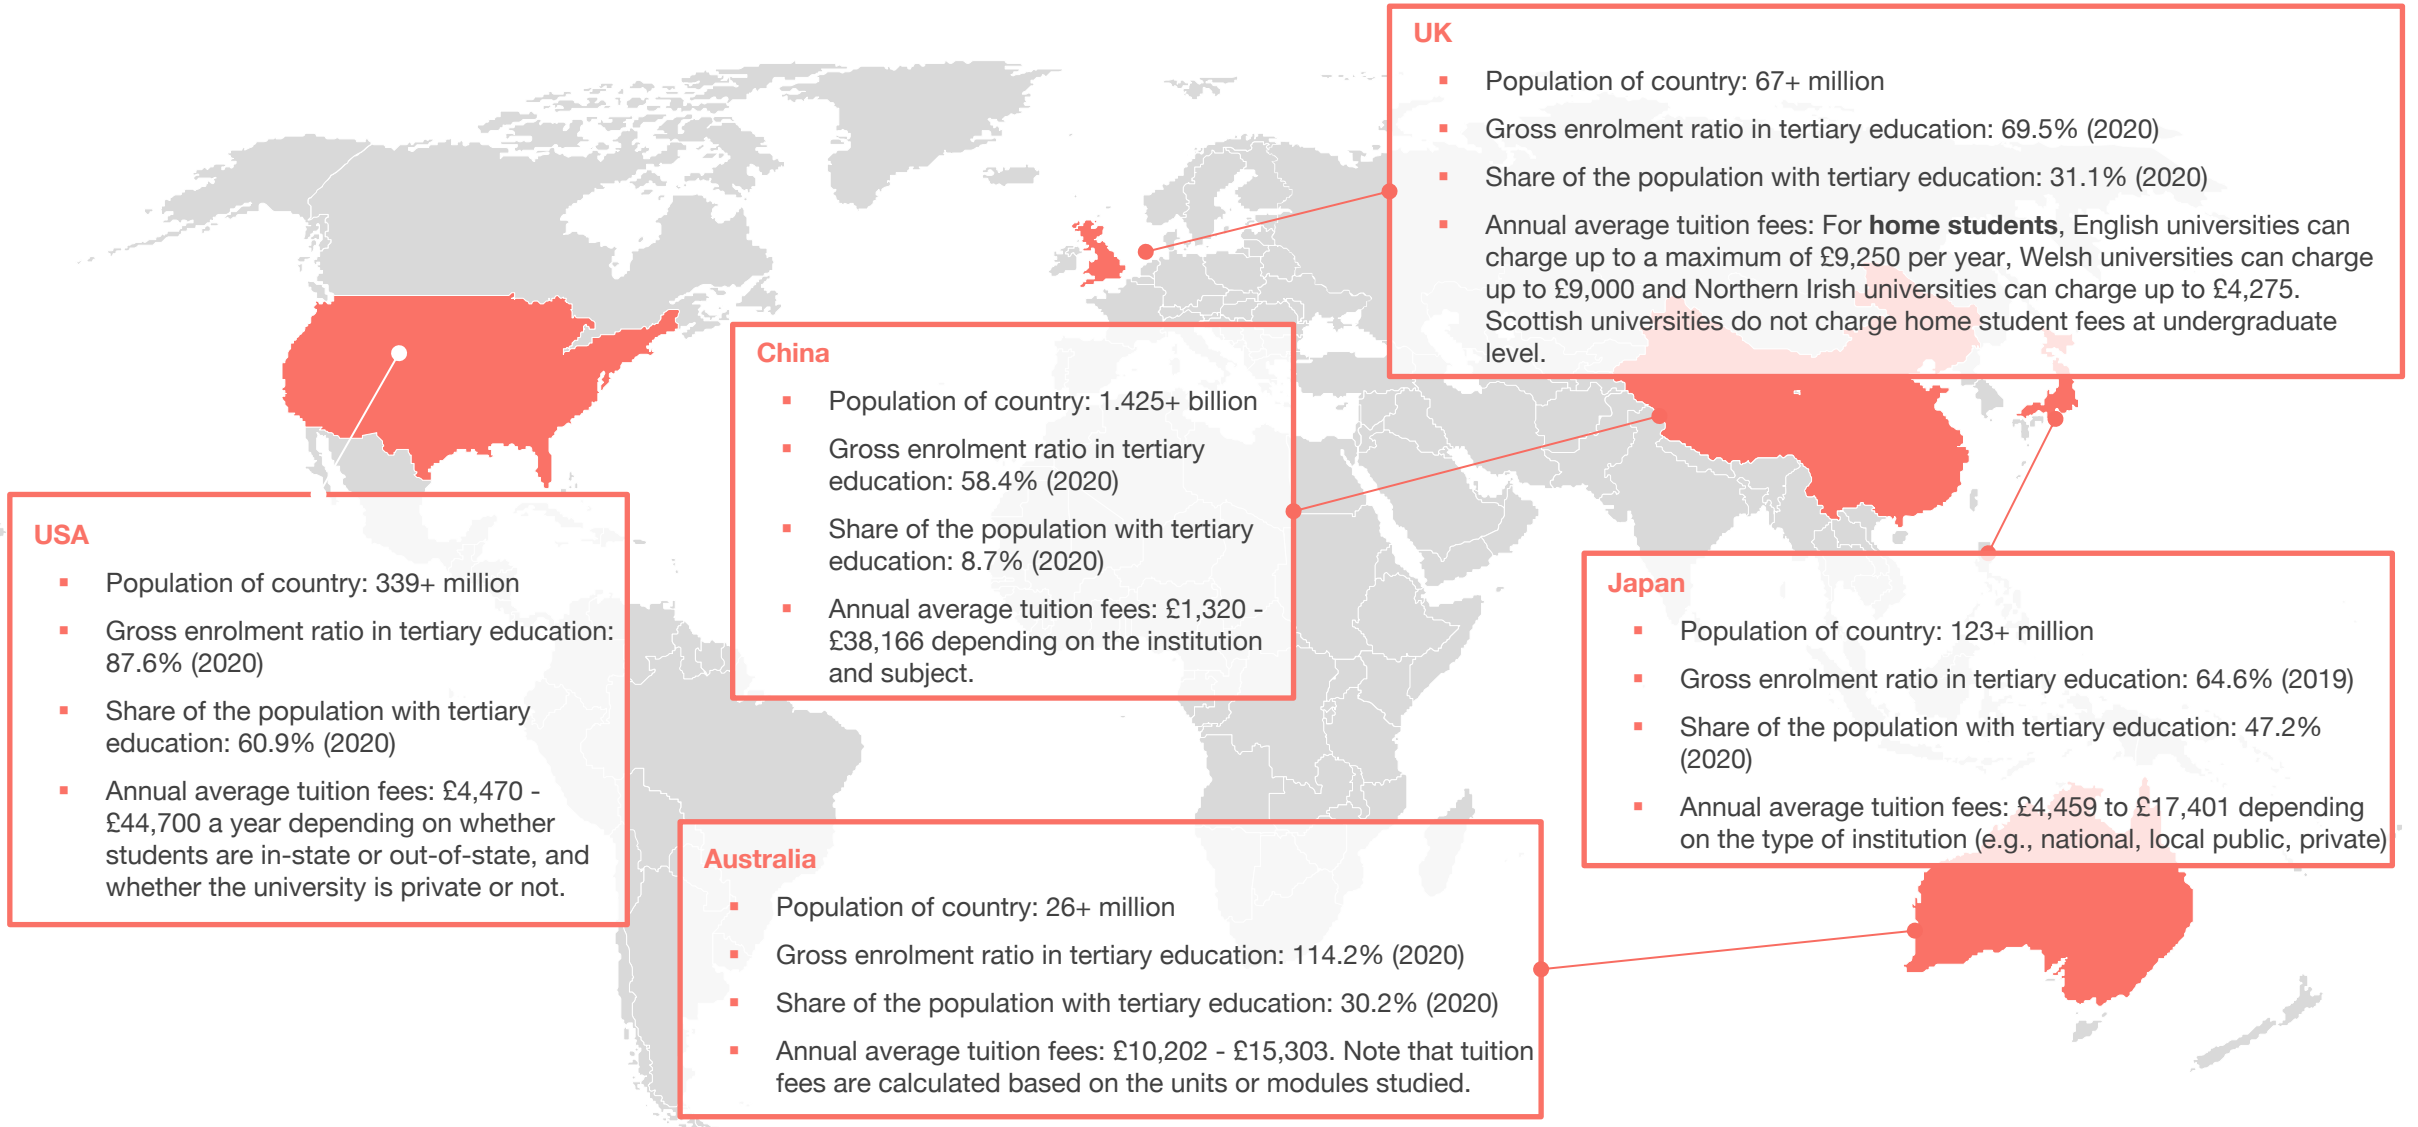 UK
▪ Population of country: 67+ million
▪ Gross enrolment ratio in tertiary education: 69.5% (2020)
▪ Share of the population with tertiary education: 31.1% (2020)
▪ Annual average tuition fees: For home students, English universities can
charge up to a maximum of £9,250 per year, Welsh universities can charge
up to £9,000 and Northern Irish universities can charge up to £4,275.
Scottish universities do not charge home student fees at undergraduate
level.
China
▪ Population of country: 1.425+ billion
▪ Gross enrolment ratio in tertiary
education: 58.4% (2020)
▪ Share of the population with tertiary
education: 8.7% (2020)
▪ Annual average tuition fees: £1,320 -
£38,166 depending on the institution
and subject.
USA
▪ Population of country: 339+ million
▪ Gross enrolment ratio in tertiary education:
87.6% (2020)
▪ Share of the population with tertiary
education: 60.9% (2020)
▪ Annual average tuition fees: £4,470 -
£44,700 a year depending on whether
students are in-state or out-of-state, and
whether the university is private or not.
Japan
▪ Population of country: 123+ million
▪ Gross enrolment ratio in tertiary education: 64.6% (2019)
▪ Share of the population with tertiary education: 47.2%
(2020)
▪ Annual average tuition fees: £4,459 to £17,401 depending
on the type of institution (e.g., national, local public, private)
Australia
▪ Population of country: 26+ million
▪ Gross enrolment ratio in tertiary education: 114.2% (2020)
▪ Share of the population with tertiary education: 30.2% (2020)
▪ Annual average tuition fees: £10,202 - £15,303. Note that tuition
fees are calculated based on the units or modules studied.